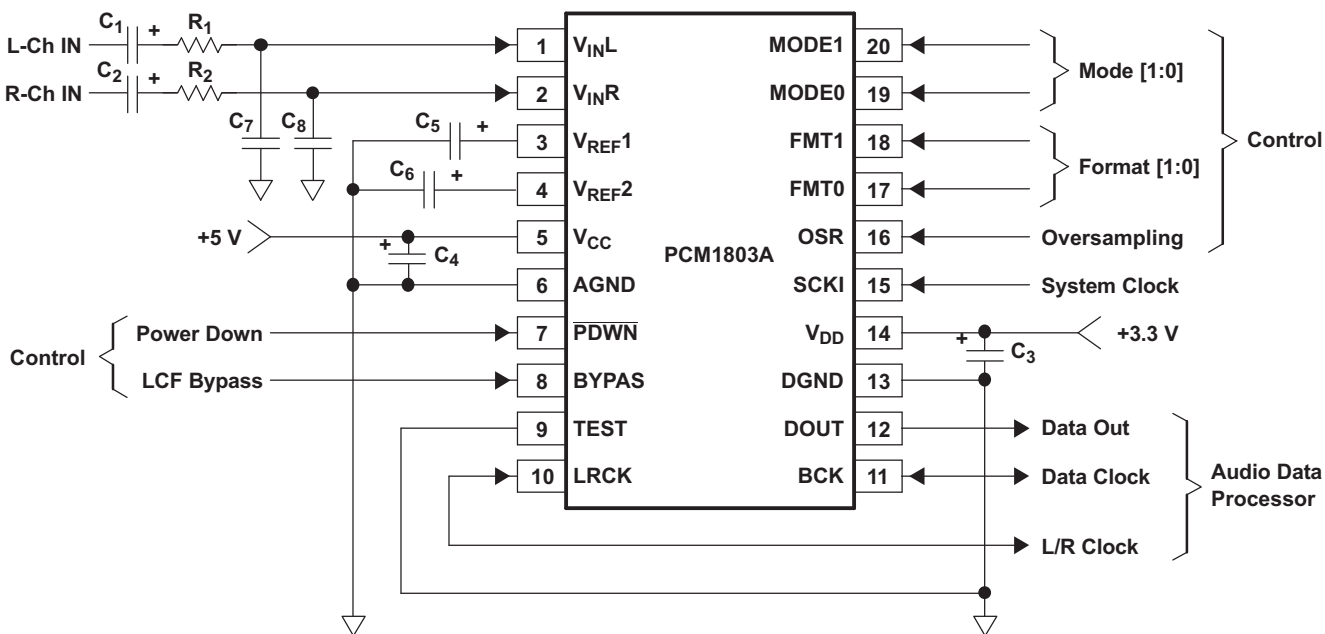 C1 + R1
L-Ch IN
C2 + R2
R-Ch IN
C7 C8
C5 +
C6 +
+5 V
+ C4
Control
Power Down
LCF Bypass
1 VINL
2 VINR
3 VREF1
4 VREF2
5 VCC
6 AGND
7 PDWN
8 BYPAS
9 TEST
10 LRCK
PCM1803A
MODE1 20
MODE0 19
FMT1 18
FMT0 17
OSR 16
SCKI 15
VDD 14
DGND 13
DOUT 12
BCK 11
Mode [1:0]
Format [1:0]
Control
Oversampling
System Clock
+ C3
+3.3 V
Data Out
Data Clock
L/R Clock
Audio Data
Processor